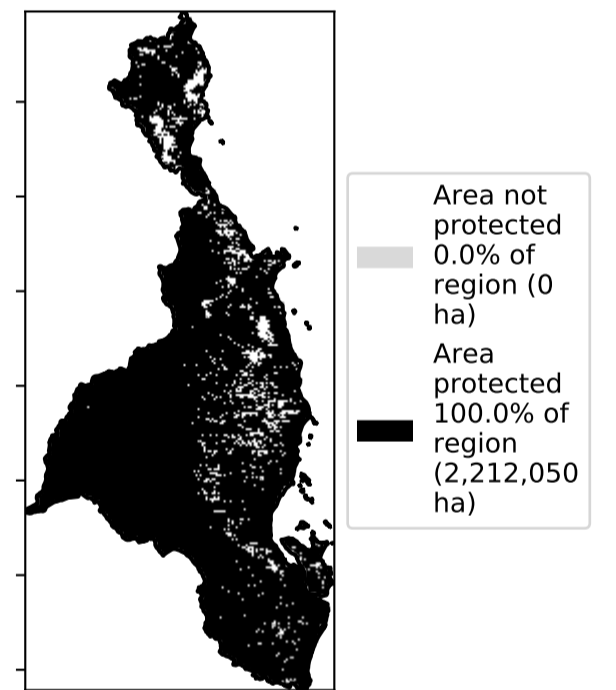 Area not
protected
0.0% of
region (0
ha)
Area
protected
100.0% of
region
(2,212,050
ha)